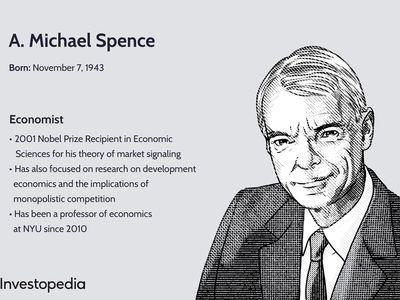 A. Michael Spence
Born: November 7, 1943
Economist
• 2001 Nobel Prize Recipient in Economic
Sciences for his theory of market signaling
• Has also focused on research on development
economics and the implications of
monopolistic competition
• Has been a professor of economics
at NYU since 2010
Investopedia